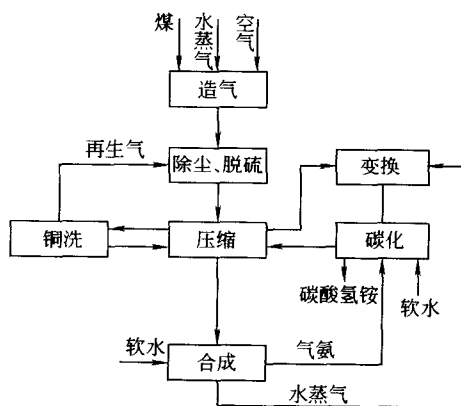 煤
水蒸气
空气
造气
再生气
除尘、脱硫
变换
铜洗
压缩
碳化
碳酸氢铵
软水
软水
合成
气氨
水蒸气